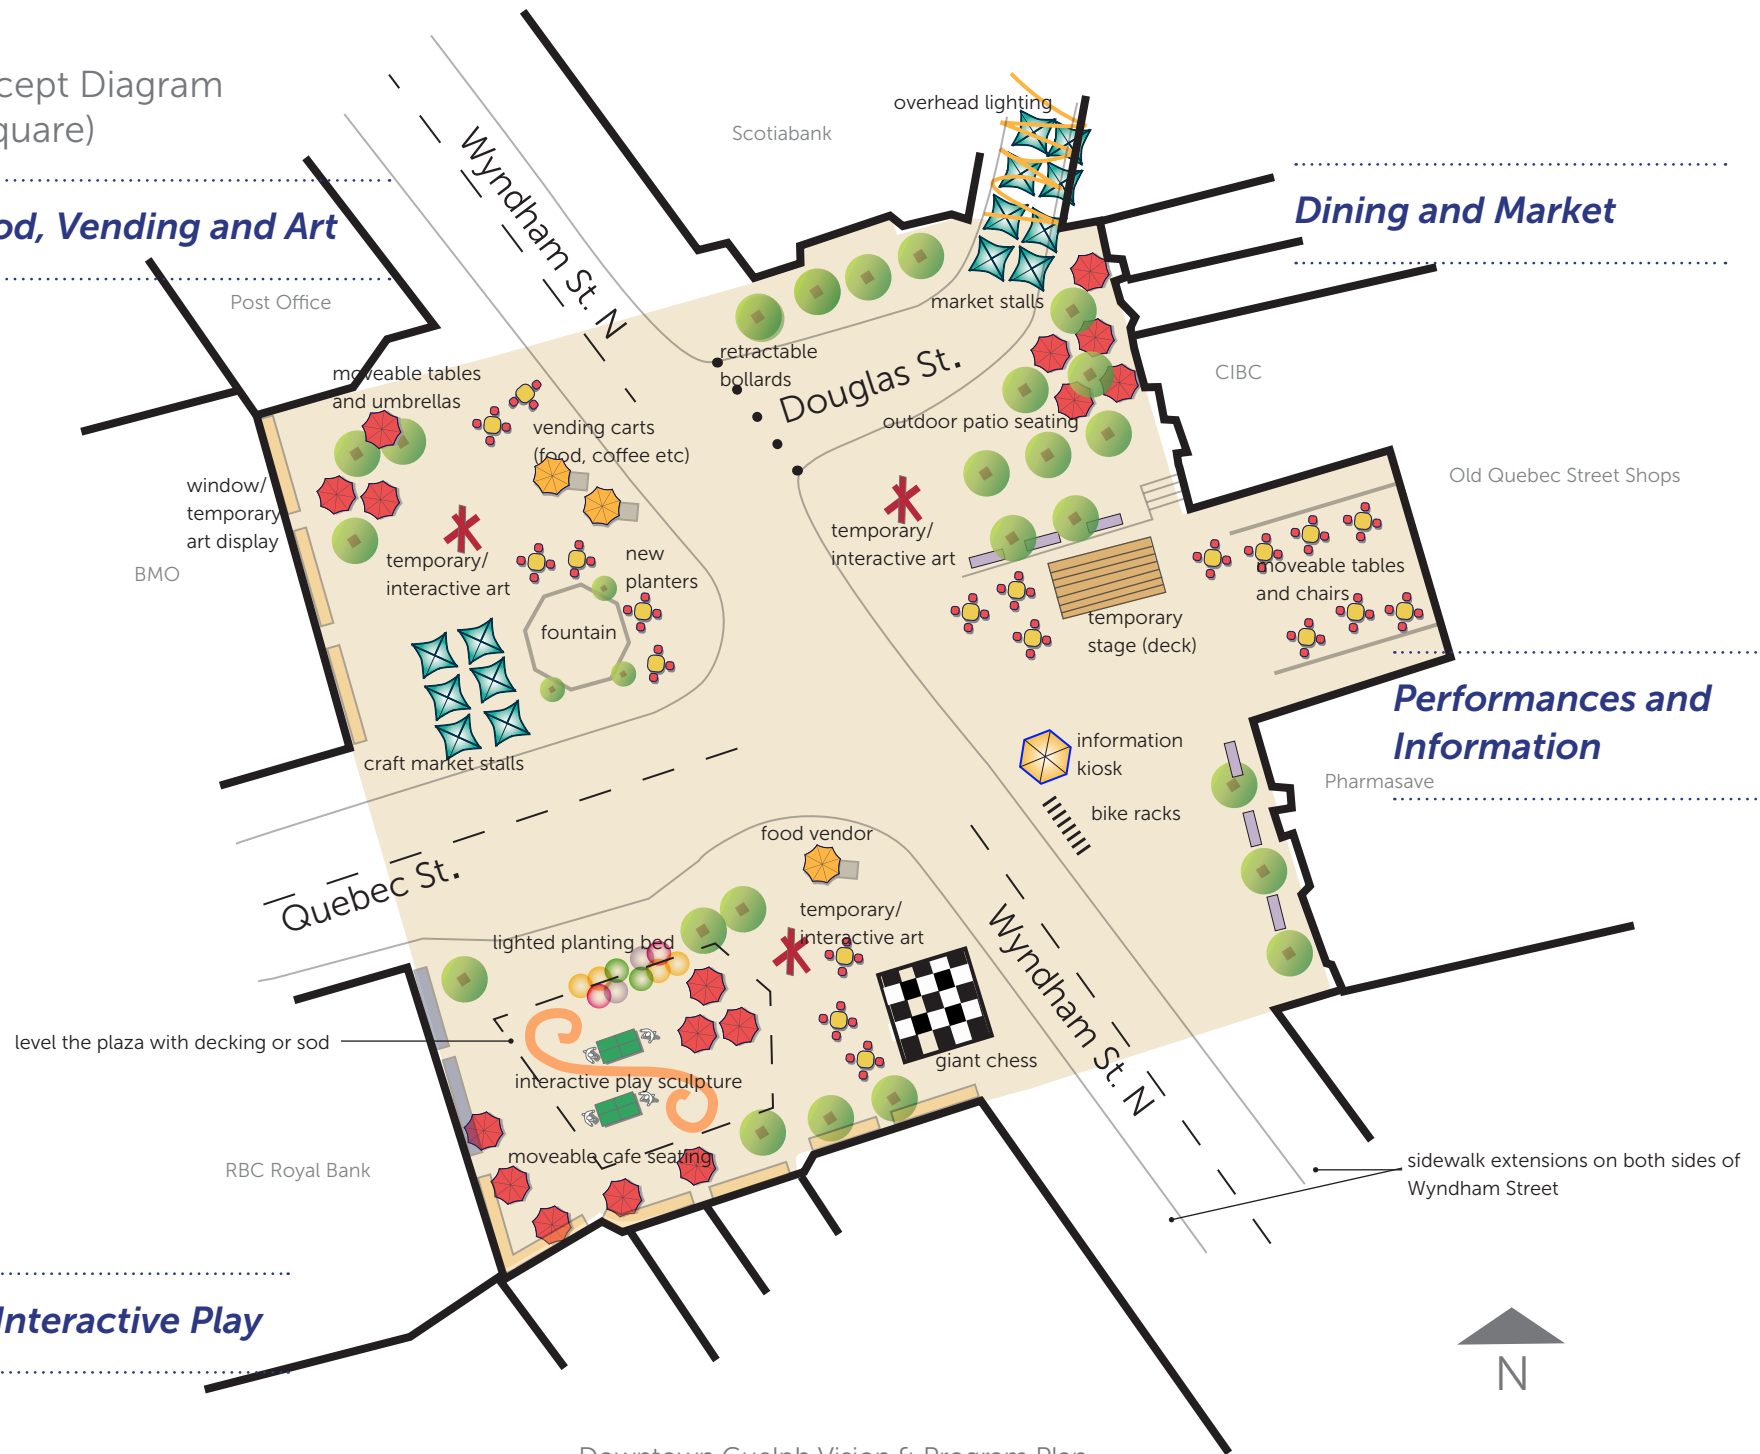 cept Diagram
quare)
od, Vending and Art
Post Office
Wyndham St. N
Scotiabank
overhead lighting
Dining and Market
market stalls
retractable
bollards
Douglas St.
CIBC
outdoor patio seating
moveable tables
and umbrellas
vending carts
(food, coffee etc)
window/
temporary
art display
BMO
temporary/
interactive art
new
planters
fountain
craft market stalls
temporary/
interactive art
Old Quebec Street Shops
moveable tables
and chairs
temporary
stage (deck)
Performances and
Information
information
kiosk
Pharmasave
bike racks
Quebec St.
food vendor
temporary/
interactive art
lighted planting bed
Wyndham St. N
level the plaza with decking or sod
interactive play sculpture
giant chess
moveable cafe seating
RBC Royal Bank
sidewalk extensions on both sides of
Wyndham Street
Interactive Play
N
Downtown Guelph Vision & Program Plan